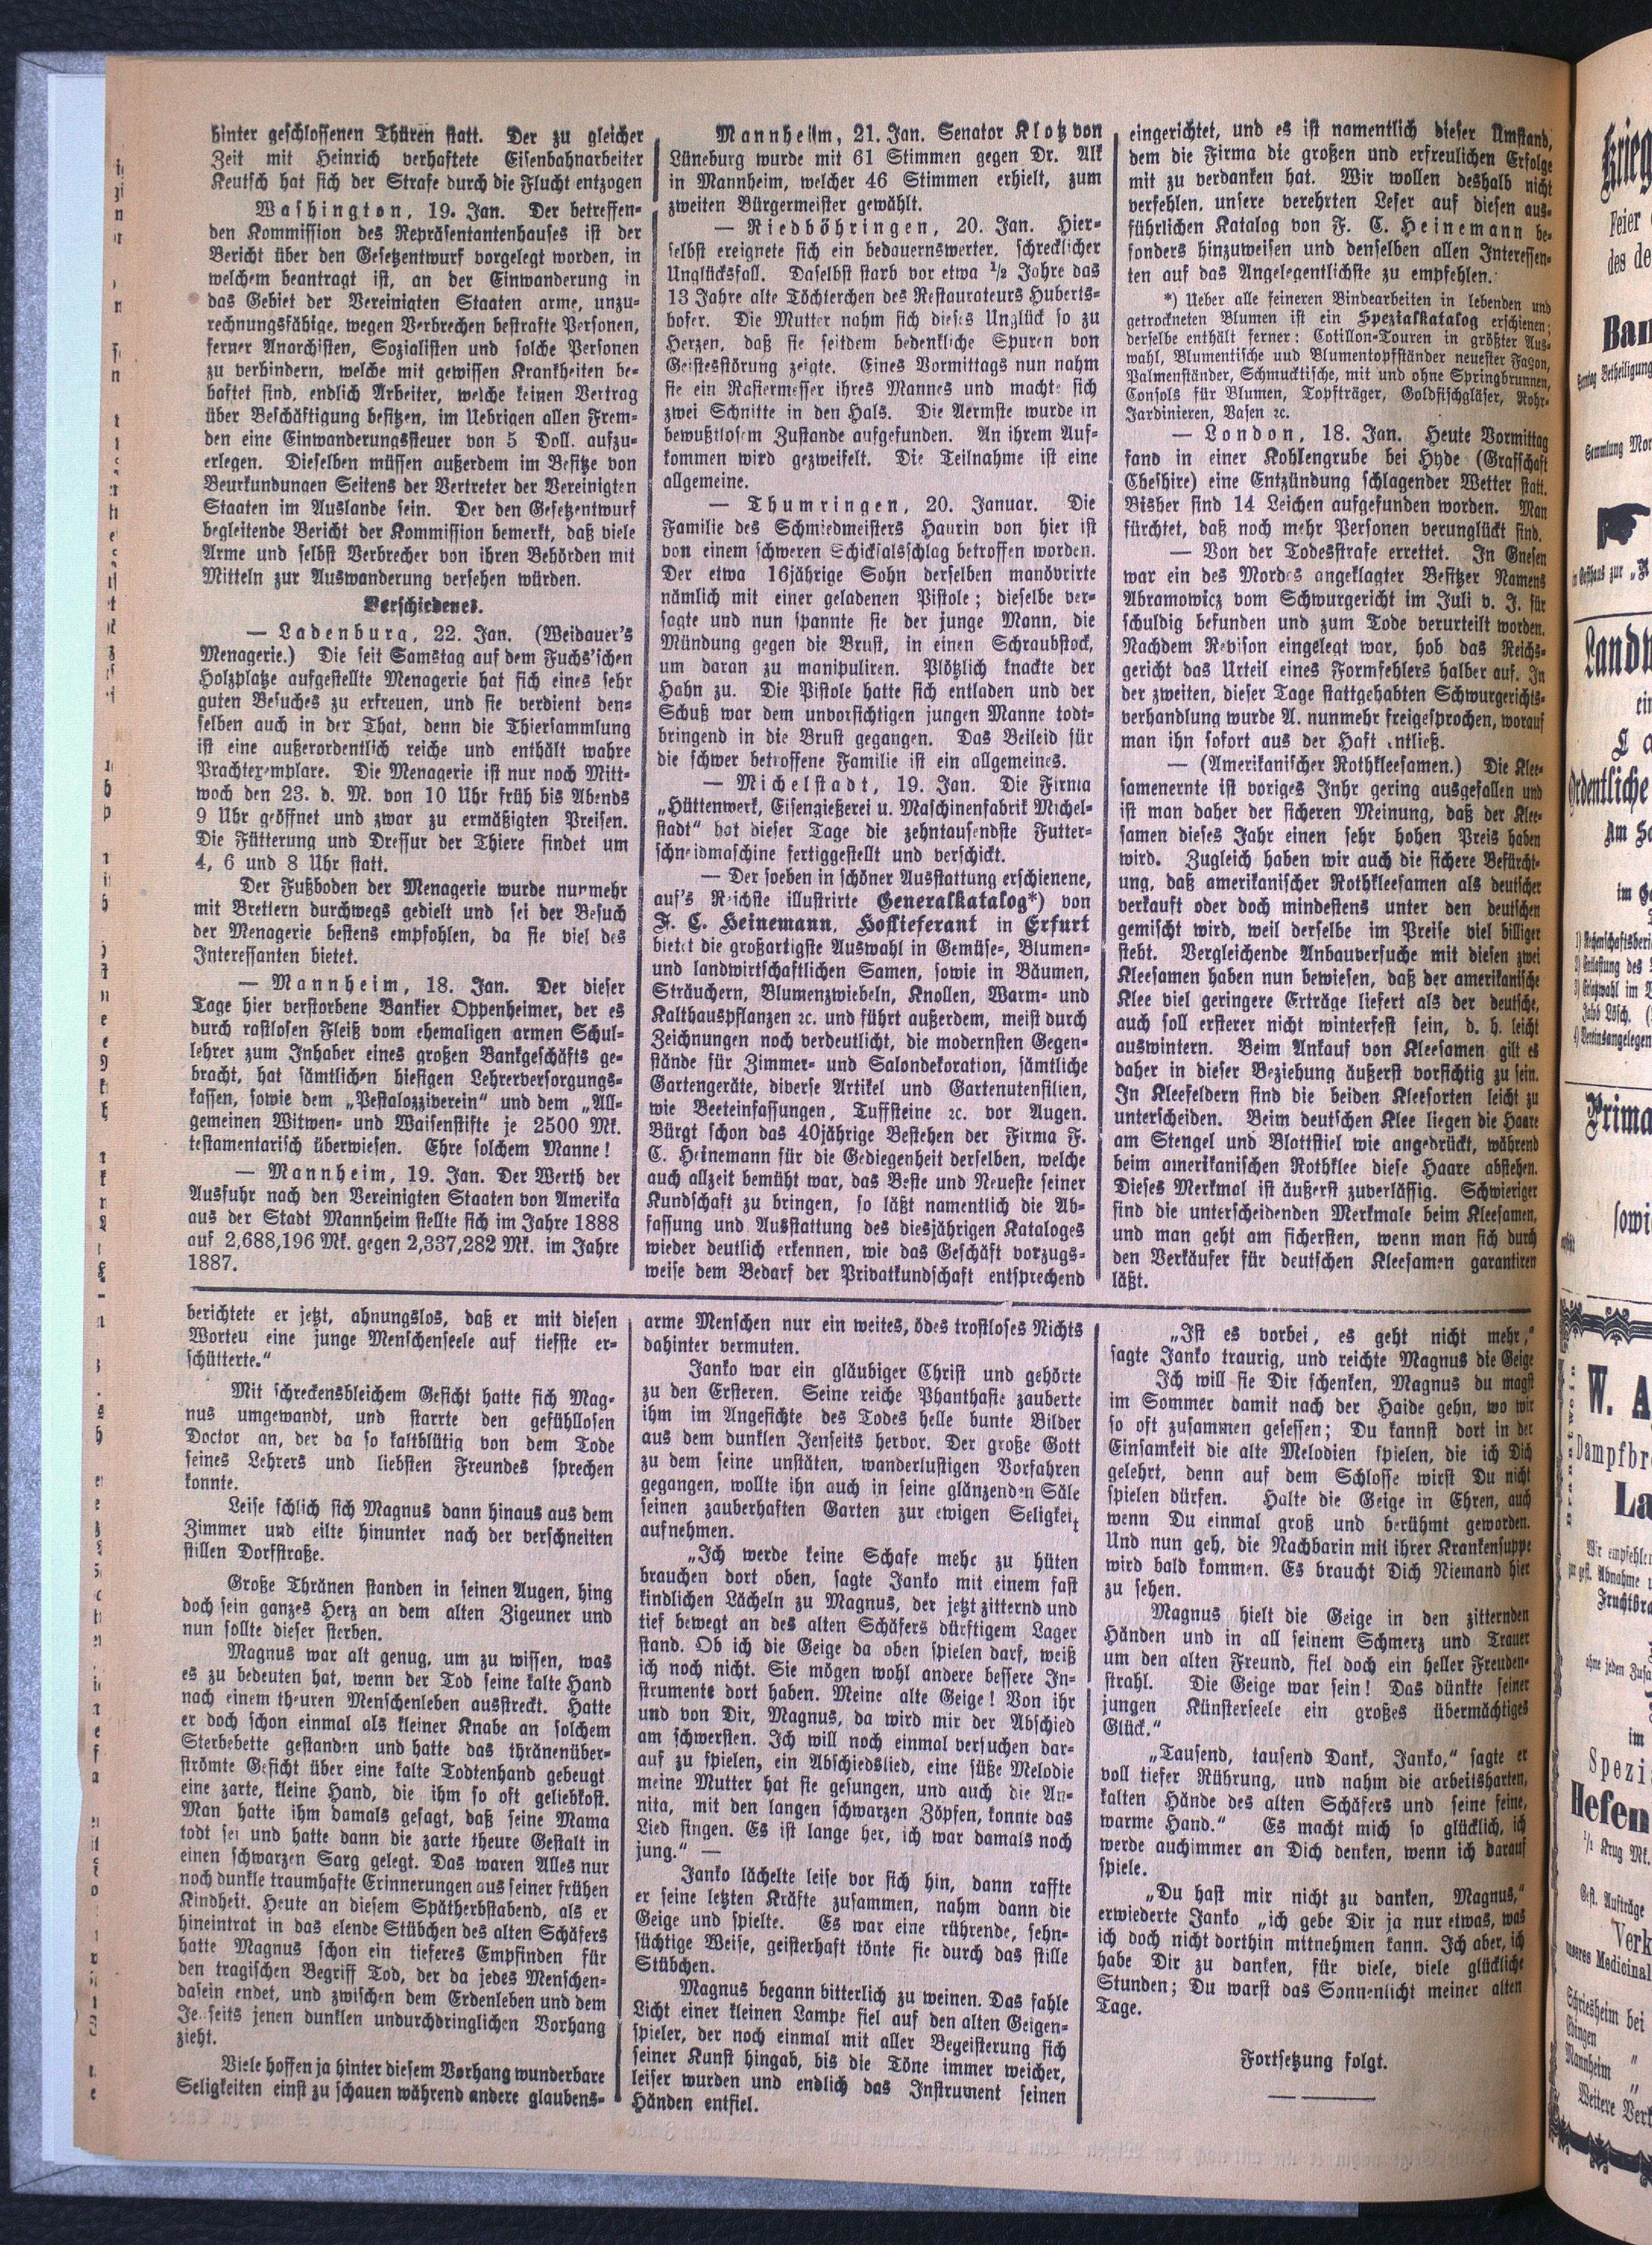 hinter geschlossenen Thüren statt. Der zu gleicher
Zeit mit Heinrich verhaftete Eisenbahnarbeiter
Keutsch hat sich der Strafe durch die Flucht entzogen
Washington, 19. Jan. Der betreffen-
den Kommission des Repräsentantenhauses ist der
Bericht über den Gesetzentwurf vorgelegt worden, in
welchem beantragt ist, an der Einwanderung in
das Gebiet der Vereinigten Staaten arme, unzu-
rechnungsfähige, wegen Verbrechen bestrafte Personen,
ferner Anarchisten, Sozialisten und solche Personen
zu verhindern, welche mit gewissen Krankheiten be-
haftet sind, endlich Arbeiter, welche keinen Vertrag
über Beschäftigung besitzen, im Uebrigen allen Frem-
den eine Einwanderungssteuer von 5 Doll. aufzu-
erlegen. Dieselben müssen außerdem im Besitze von
Beurkundungen Seitens der Vertreter der Vereinigten
Staaten im Auslande sein. Der den Gesetzentwurf
begleitende Bericht der Kommission bemerkt, daß viele
Arme und selbst Verbrecher von ihren Behörden mit
Mitteln zur Auswanderung versehen würden.
Verschiedenes.
— Ladenburg, 22. Jan. (Weidauer's
Menagerie.) Die seit Samstag auf dem Fuchs'schen
Holzplatze aufgestellte Menagerie hat sich eines sehr
guten Besuches zu erfreuen, und sie verdient den-
selben auch in der That, denn die Thiersammlung
ist eine außerordentlich reiche und enthält wahre
Prachtexemplare. Die Menagerie ist nur noch Mitt-
woch den 23. d. M. von 10 Uhr früh bis Abends
9 Uhr geöffnet und zwar zu ermäßigten Preisen.
Die Fütterung und Dressur der Thiere findet um
4, 6 und 8 Uhr statt.
Der Fußboden der Menagerie wurde nunmehr
mit Brettern durchwegs gedielt und sei der Besuch
der Menagerie bestens empfohlen, da sie viel des
Interessanten bietet.
— Mannheim, 18. Jan. Der dieser
Tage hier verstorbene Bankier Oppenheimer, der es
durch rastlosen Fleiß vom ehemaligen armen Schul-
lehrer zum Inhaber eines großen Bankgeschäfts ge-
bracht, hat sämtlichen hiesigen Lehrerversorgungs-
kassen, sowie dem „Pestalozziverein“ und dem „All-
gemeinen Witwen- und Waisenstifte je 2500 Mk.
testamentarisch überwiesen. Ehre solchem Manne!
— Mannheim, 19. Jan. Der Werth der
Ausfuhr nach den Vereinigten Staaten von Amerika
aus der Stadt Mannheim stellte sich im Jahre 1888
auf 2,688,196 Mk. gegen 2,337,282 Mk. im Jahre
1887.
Mannheim, 21. Jan. Senator Klotz von
Lüneburg wurde mit 61 Stimmen gegen Dr. Alt
in Mannheim, welcher 46 Stimmen erhielt, zum
zweiten Bürgermeister gewählt.
— Riedböhringen, 20. Jan. Hier-
selbst ereignete sich ein bedauernswerter, schrecklicher
Unglücksfall. Daselbst starb vor etwa ½ Jahre das
13 Jahre alte Töchterchen des Restaurateurs Huberts-
hofer. Die Mutter nahm sich dieses Unglück so zu
Herzen, daß sie seitdem bedenkliche Spuren von
Geistesstörung zeigte. Eines Vormittags nun nahm
sie ein Rasiermesser ihres Mannes und machte sich
zwei Schnitte in den Hals. Die Aermste wurde in
bewußtlosem Zustande aufgefunden. An ihrem Auf-
kommen wird gezweifelt. Die Teilnahme ist eine
allgemeine.
— Thumringen, 20. Januar. Die
Familie des Schmiedmeisters Haurin von hier ist
von einem schweren Schicksalsschlag betroffen worden.
Der etwa 16jährige Sohn derselben manövrirte
nämlich mit einer geladenen Pistole; dieselbe ver-
sagte und nun spannte sie der junge Mann, die
Mündung gegen die Brust, in einen Schraubstock,
um daran zu manipuliren. Plötzlich knackte der
Hahn zu. Die Pistole hatte sich entladen und der
Schuß war dem unvorsichtigen jungen Manne todt-
bringend in die Brust gegangen. Das Beileid für
die schwer betroffene Familie ist ein allgemeines.
— Michelstadt, 19. Jan. Die Firma
„Hüttenwerk, Eisengießerei u. Maschinenfabrik Michel-
stadt“ hat dieser Tage die zehntausendste Futter-
schneidmaschine fertiggestellt und verschickt.
— Der soeben in schöner Ausstattung erschienene,
auf's Reichste illustrirte Generalkatalog*) von
F. C. Heinemann, Hoflieferant in Erfurt
bietet die großartigste Auswahl in Gemüse-, Blumen-
und landwirtschaftlichen Samen, sowie in Bäumen,
Sträuchern, Blumenzwiebeln, Knollen, Warm- und
Kalthauspflanzen ꝛc. und führt außerdem, meist durch
Zeichnungen noch verdeutlicht, die modernsten Gegen-
stände für Zimmer- und Salondekoration, sämtliche
Gartengeräte, diverse Artikel und Gartenutensilien,
wie Beeteinfassungen, Tuffsteine ꝛc. vor Augen.
Bürgt schon das 40jährige Bestehen der Firma F.
C. Heinemann für die Gediegenheit derselben, welche
auch allzeit bemüht war, das Beste und Neueste seiner
Kundschaft zu bringen, so läßt namentlich die Ab-
fassung und Ausstattung des diesjährigen Kataloges
wieder deutlich erkennen, wie das Geschäft vorzugs-
weise dem Bedarf der Privatkundschaft entsprechend
eingerichtet, und es ist namentlich dieser Umstand,
dem die Firma die großen und erfreulichen Erfolge
mit zu verdanken hat. Wir wollen deshalb nicht
verfehlen, unsere verehrten Leser auf diesen aus-
führlichen Katalog von F. C. Heinemann be-
sonders hinzuweisen und denselben allen Interessen-
ten auf das Angelegentlichste zu empfehlen.
*) Ueber alle feineren Bindearbeiten in lebenden und
getrockneten Blumen ist ein Spezialkatalog erschienen;
derselbe enthält ferner: Cotillon-Touren in größter Aus-
wahl, Blumentische uud Blumentopfständer neuester Façon,
Palmenständer, Schmucktische, mit und ohne Springbrunnen,
Consols für Blumen, Topfträger, Goldfischgläser, Rohr-
Jardinieren, Vasen ꝛc.
— London, 18. Jan. Heute Vormittag
fand in einer Kohlengrube bei Hyde (Grafschaft
Cheshire) eine Entzündung schlagender Wetter statt.
Bisher sind 14 Leichen aufgefunden worden. Man
fürchtet, daß noch mehr Personen verunglückt sind.
— Von der Todesstrafe errettet. In Gnesen
war ein des Mordes angeklagter Besitzer Namens
Abramowicz vom Schwurgericht im Juli v. J. für
schuldig befunden und zum Tode verurteilt worden.
Nachdem Revison eingelegt war, hob das Reichs-
gericht das Urteil eines Formfehlers halber auf. In
der zweiten, dieser Tage stattgehabten Schwurgerichts-
verhandlung wurde A. nunmehr freigesprochen, worauf
man ihn sofort aus der Haft entließ.
— (Amerikanischer Rothkleesamen.) Die Klee-
samenernte ist voriges Inhr gering ausgefallen und
ist man daher der sicheren Meinung, daß der Klee-
samen dieses Jahr einen sehr hohen Preis haben
wird. Zugleich haben wir auch die sichere Befürcht-
ung, daß amerikanischer Rothkleesamen als deutscher
verkauft oder doch mindestens unter den deutschen
gemischt wird, weil derselbe im Preise viel billiger
steht. Vergleichende Anbauversuche mit diesen zwei
Kleesamen haben nun bewiesen, daß der amerikanische
Klee viel geringere Erträge liefert als der deutsche,
auch soll ersterer nicht winterfest sein, d. h. leicht
auswintern. Beim Ankauf von Kleesamen gilt es
daher in dieser Beziehung äußerst vorsichtig zu sein.
In Kleefeldern sind die beiden Kleesorten leicht zu
unterscheiden. Beim deutschen Klee liegen die Haare
am Stengel und Blattstiel wie angedrückt, während
beim amerikanischen Rothklee diese Haare abstehen.
Dieses Merkmal ist äußerst zuverlässig. Schwieriger
sind die unterscheidenden Merkmale beim Kleesamen,
und man geht am sichersten, wenn man sich durch
den Verkäufer für deutschen Kleesamen garantiren
läßt.
berichtete er jetzt, ahnungslos, daß er mit diesen
Worteu eine junge Menschenseele auf tiefste er-
schütterte.“
Mit schreckensbleichem Gesicht hatte sich Mag-
nus umgewandt, und starrte den gefühllosen
Doctor an, der da so kaltblütig von dem Tode
seines Lehrers und liebsten Freundes sprechen
konnte.
Leise schlich sich Magnus dann hinaus aus dem
Zimmer und eilte hinunter nach der verschneiten
stillen Dorfstraße.
Große Thränen standen in seinen Augen, hing
doch sein ganzes Herz an dem alten Zigeuner und
nun sollte dieser sterben.
Magnus war alt genug, um zu wissen, was
es zu bedeuten hat, wenn der Tod seine kalte Hand
nach einem theuren Menschenleben ausstreckt. Hatte
er doch schon einmal als kleiner Knabe an solchem
Sterbebette gestanden und hatte das thränenüber-
strömte Gesicht über eine kalte Todtenhand gebeugt
eine zarte, kleine Hand, die ihm so oft geliebkost.
Man hatte ihm damals gesagt, daß seine Mama
todt sei und hatte dann die zarte theure Gestalt in
einen schwarzen Sarg gelegt. Das waren Alles nur
noch dunkle traumhafte Erinnerungen aus seiner frühen
Kindheit. Heute an diesem Spätherbstabend, als er
hineintrat in das elende Stübchen des alten Schäfers
hatte Magnus schon ein tieferes Empfinden für
den tragischen Begriff Tod, der da jedes Menschen-
dasein endet, und zwischen dem Erdenleben und dem
Jenseits jenen dunklen undurchdringlichen Vorhang
zieht.
Viele hoffen ja hinter diesem Vorhang wunderbare
Seligkeiten einst zu schauen während andere glaubens-
arme Menschen nur ein weites, ödes trostloses Nichts
dahinter vermuten.
Janko war ein gläubiger Christ und gehörte
zu den Ersteren. Seine reiche Phanthasie zauberte
ihm im Angesichte des Todes helle bunte Bilder
aus dem dunklen Jenseits hervor. Der große Gott
zu dem seine unstäten, wanderlustigen Vorfahren
gegangen, wollte ihn auch in seine glänzenden Säle
seinen zauberhaften Garten zur ewigen Seligkeit
aufnehmen.
„Ich werde keine Schafe mehc zu hüten
brauchen dort oben, sagte Janko mit einem fast
kindlichen Lächeln zu Magnus, der jetzt zitternd und
tief bewegt an des alten Schäfers dürftigem Lager
stand. Ob ich die Geige da oben spielen darf, weiß
ich noch nicht. Sie mögen wohl andere bessere In-
strumente dort haben. Meine alte Geige! Von ihr
und von Dir, Magnus, da wird mir der Abschied
am schwersten. Ich will noch einmal versuchen dar-
auf zu spielen, ein Abschiedslied, eine süße Melodie
meine Mutter hat sie gesungen, und auch die An-
nita, mit den langen schwarzen Zöpfen, konnte das
Lied singen. Es ist lange her, ich war damals noch
jung.“ —
Janko lächelte leise vor sich hin, dann raffte
er seine letzten Kräfte zusammen, nahm dann die
Geige und spielte. Es war eine rührende, sehn-
süchtige Weise, geisterhaft tönte sie durch das stille
Stübchen.
Magnus begann bitterlich zu weinen. Das fahle
Licht einer kleinen Lampe fiel auf den alten Geigen-
spieler, der noch einmal mit aller Begeisterung sich
seiner Kunst hingab, bis die Töne immer weicher,
leiser wurden und endlich das Instrument seinen
Händen entfiel.
„Ist es vorbei, es geht nicht mehr,“
sagte Janko traurig, und reichte Magnus die Geige
Ich will sie Dir schenken, Magnus du magst
im Sommer damit nach der Haide gehn, wo wir
so oft zusammen gesessen; Du kannst dort in der
Einsamkeit die alte Melodien spielen, die ich Dich
gelehrt, denn auf dem Schlosse wirst Du nicht
spielen dürfen. Halte die Geige in Ehren, auch
wenn Du einmal groß und berühmt geworden.
Und nun geh, die Nachbarin mit ihrer Krankensuppe
wird bald kommen. Es braucht Dich Niemand hier
zu sehen.
Magnus hielt die Geige in den zitternden
Händen und in all seinem Schmerz und Trauer
um den alten Freund, fiel doch ein heller Freuden-
strahl. Die Geige war sein! Das dünkte seiner
jungen Künsterseele ein großes übermächtiges
Glück.“
„Tausend, tausend Dank, Janko,“ sagte er
voll tiefer Rührung, und nahm die arbeitsharten,
kalten Hände des alten Schäfers und seine feine,
warme Hand.“ Es macht mich so glücklich, ich
werde auchimmer an Dich denken, wenn ich darauf
spiele.
„Du hast mir nicht zu danken, Magnus,“
erwiederte Janko „ich gebe Dir ja nur etwas, was
ich doch nicht dorthin mitnehmen kann. Ich aber, ich
habe Dir zu danken, für viele, viele glückliche
Stunden; Du warst das Sonnenlicht meiner alten
Tage.
Fortsetzung folgt.